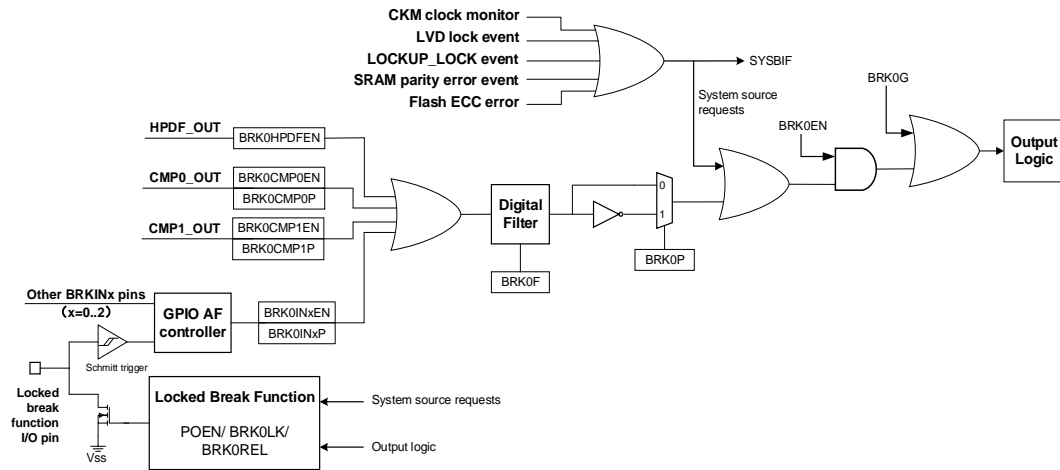 CKM clock monitor
LVD lock event
LOCKUP_LOCK event
SRAM parity error event
Flash ECC error
SYSBIF
System source
requests
BRK0G
BRK0EN
Output
Logic
HPDF_OUT
BRK0HPDFEN
CMP0_OUT
BRK0CMP0EN
BRK0CMP0P
CMP1_OUT
BRK0CMP1EN
BRK0CMP1P
Digital
Filter
BRK0F
0
1
BRK0P
Other BRKINx pins
(x=0..2)
GPIO AF
controller
BRK0INxEN
BRK0INxP
Schmitt trigger
Locked
break
function
I/O pin
Vss
Locked Break Function
POEN/ BRK0LK/
BRK0REL
System source requests
Output logic